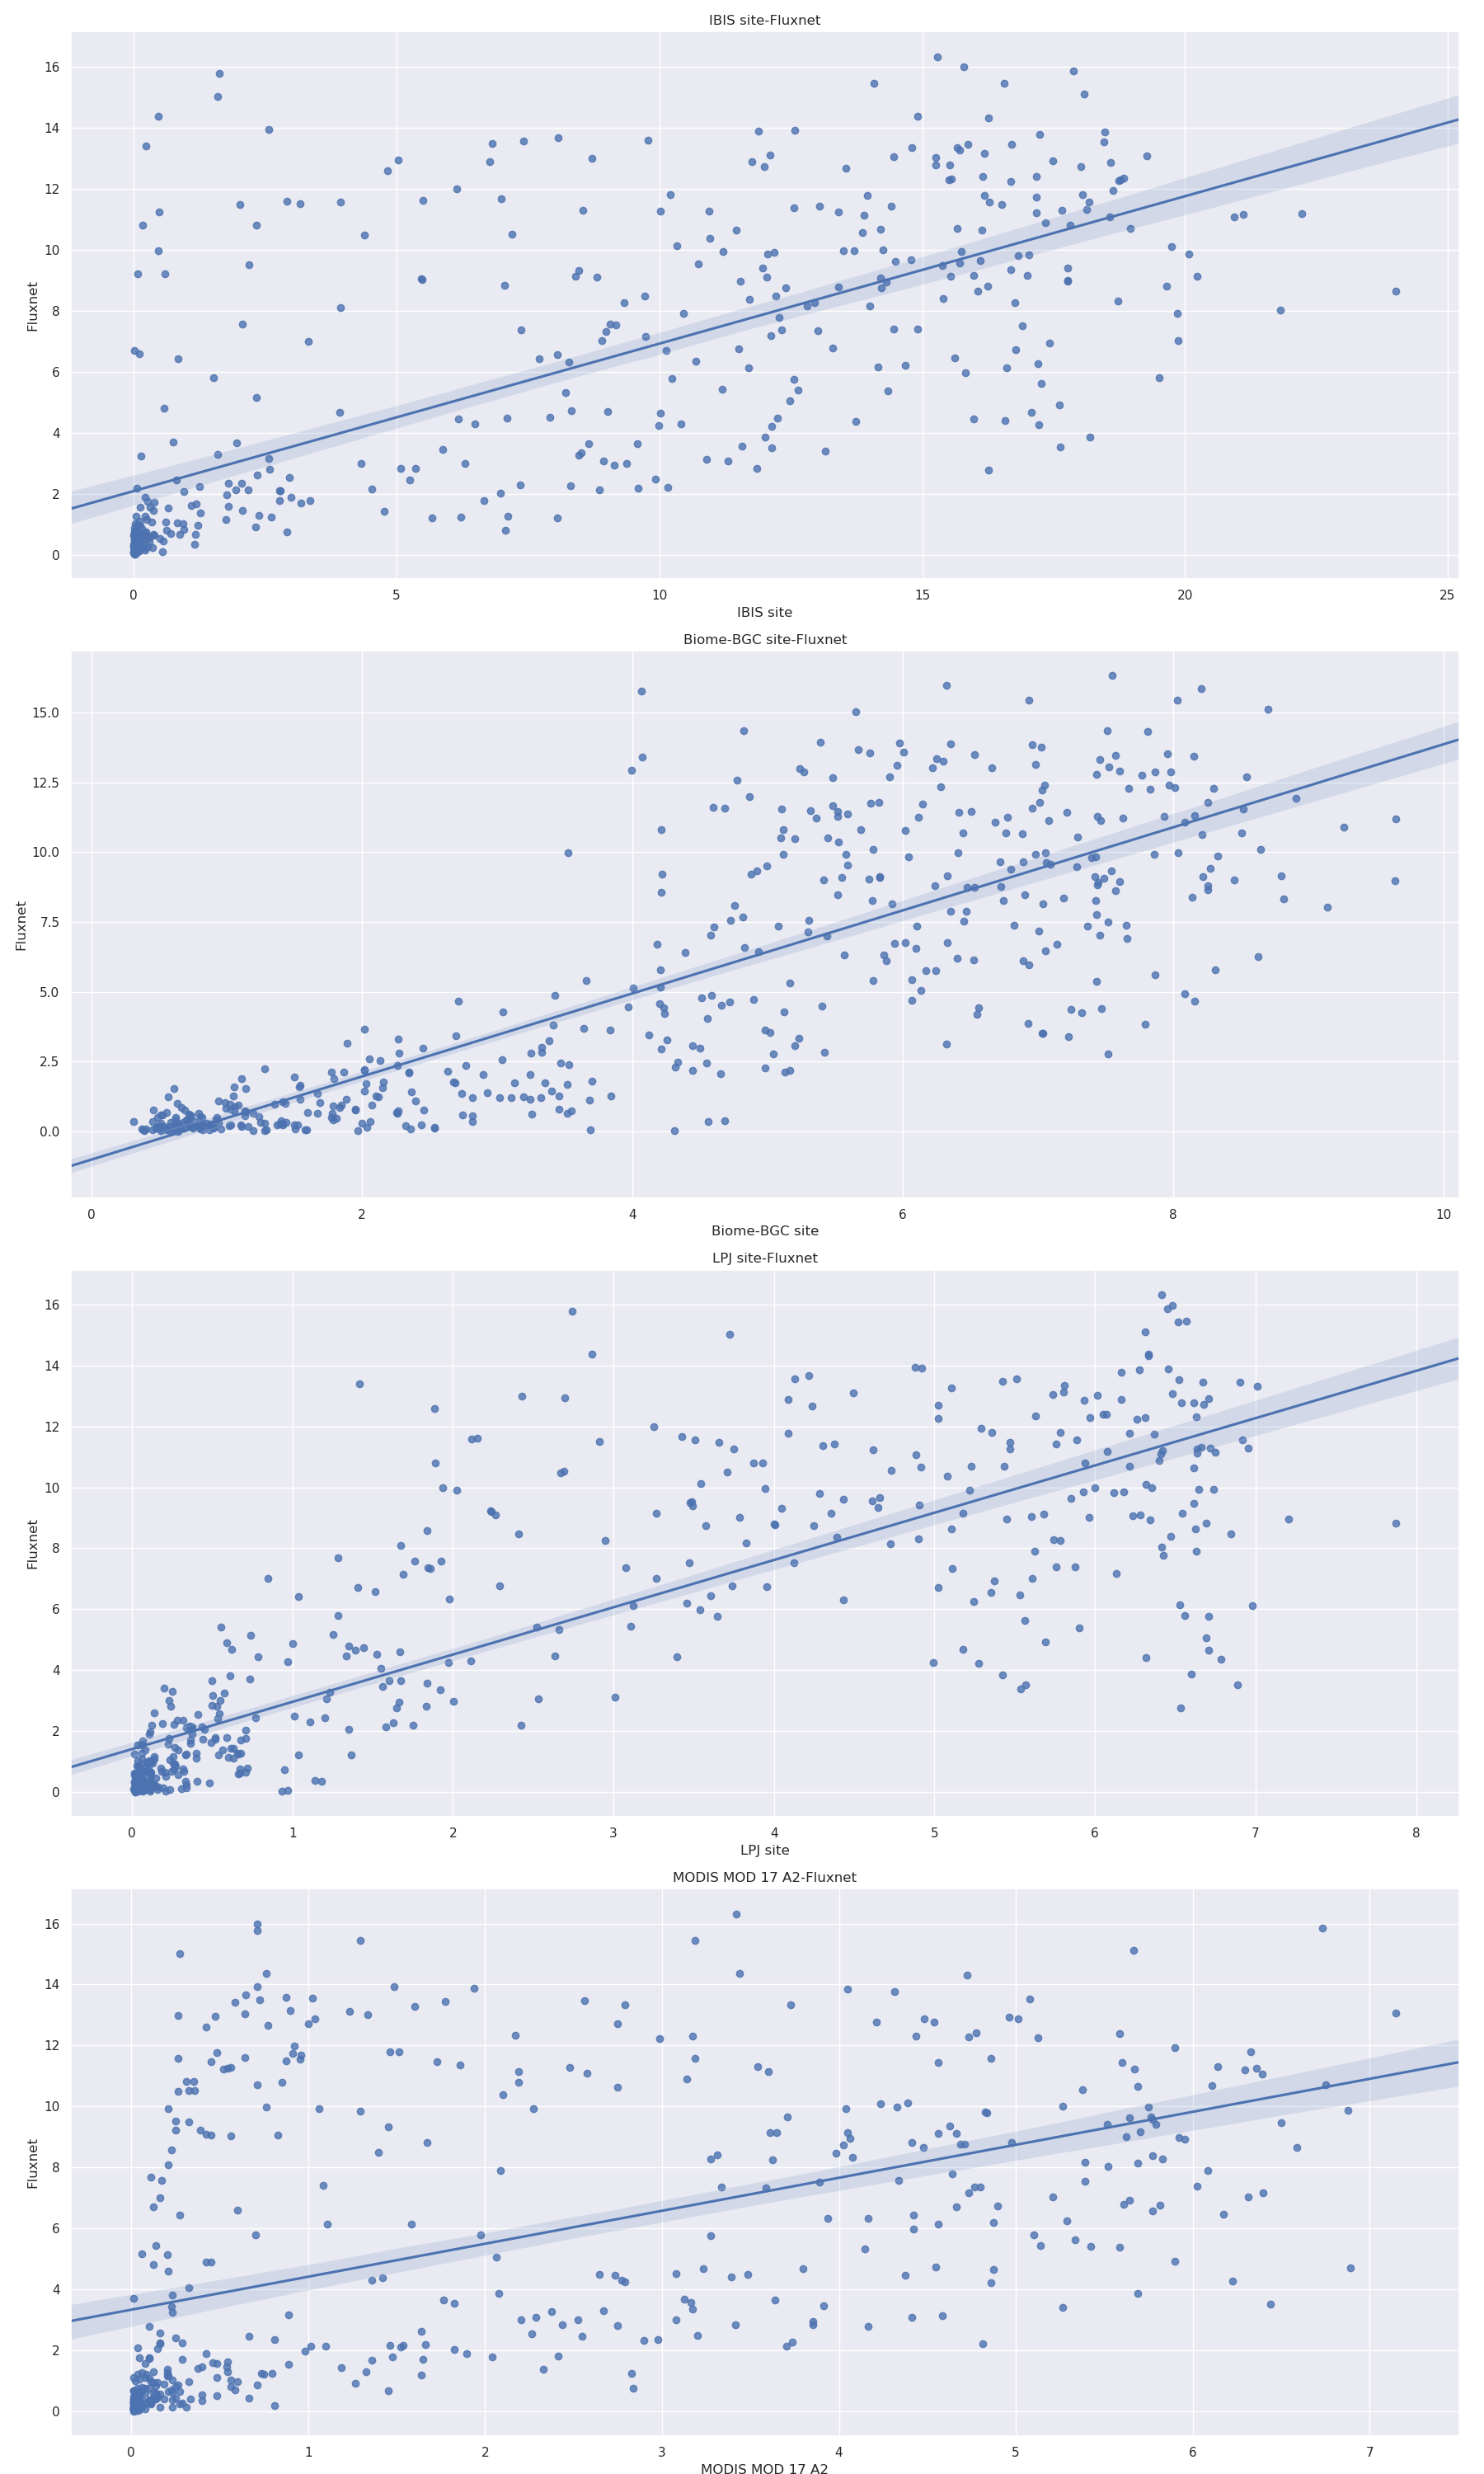 IBIS site-Fluxnet
16
14
12
10
8
6
4
2
0
Fluxnet
0 5 10 15 20 25
IBIS site
Biome-BGC site-Fluxnet
15.0
12.5
10.0
7.5
5.0
2.5
0.0
Fluxnet
0 2 4 6 8 10
Biome-BGC site
LPJ site-Fluxnet
16
14
12
10
8
6
4
2
0
Fluxnet
0 1 2 3 4 5 6 7 8
LPJ site
MODIS MOD 17 A2-Fluxnet
16
14
12
10
8
6
4
2
0
Fluxnet
0 1 2 3 4 5 6 7
MODIS MOD 17 A2